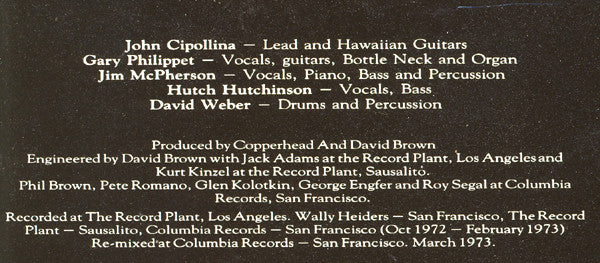 John Cipollina – Lead and Hawaiian Guitars
Gary Philippet – Vocals, guitars, Bottle Neck and Organ
Jim McPherson – Vocals, Piano, Bass and Percussion
Hutch Hutchinson – Vocals, Bass
David Weber – Drums and Percussion
Produced by Copperhead And David Brown
Engineered by David Brown with Jack Adams at the Record Plant, Los Angeles and
Kurt Kinzel at the Record Plant, Sausalito.
Phil Brown, Pete Romano, Glen Kolotkin, George Engfer and Roy Segal at Columbia
Records, San Francisco.
Recorded at The Record Plant, Los Angeles. Wally Heiders – San Francisco, The Record
Plant – Sausalito, Columbia Records – San Francisco (Oct 1972 – February 1973)
Re-mixed at Columbia Records – San Francisco. March 1973.